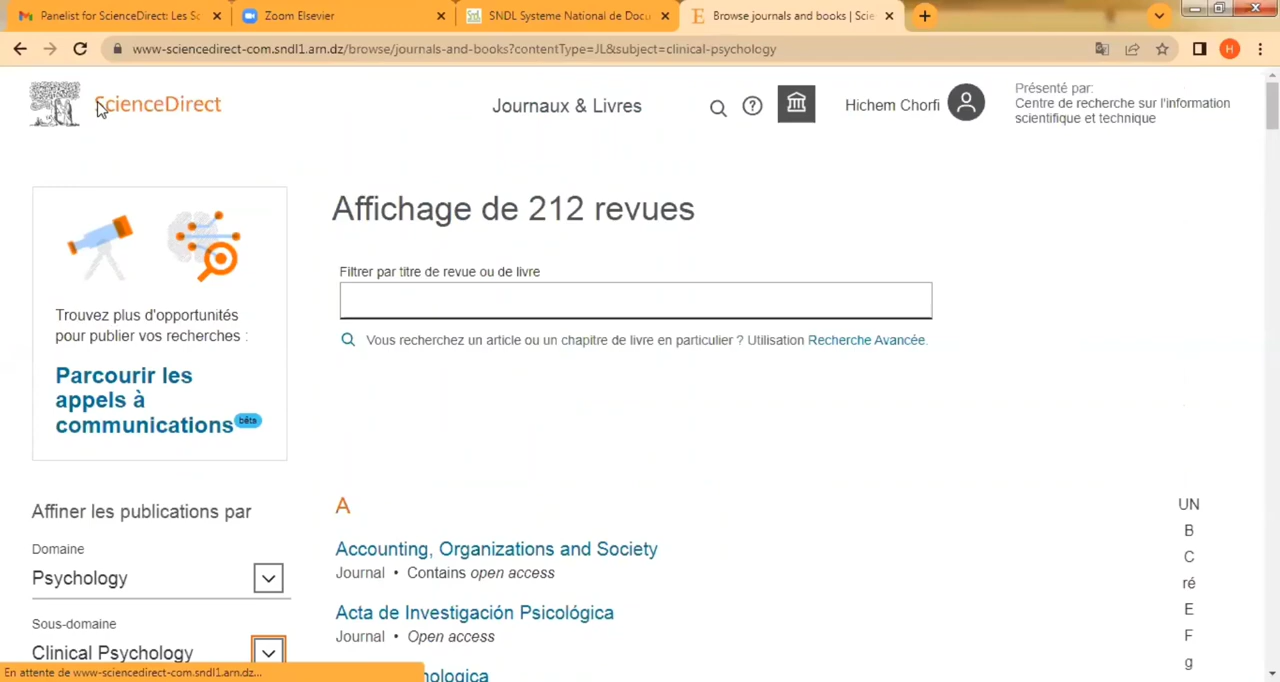 Panelist for ScienceDirect: Les Sc
Zoom Elsevier
SNDL Systeme National de Docu
Browse journals and books | Scie
www-sciencedirect-com.sndl1.arn.dz/browse/journals-and-books?contentType=JL&subject=clinical-psychology
H
ScienceDirect
Journaux & Livres
Hichem Chorfi
Présenté par:
Centre de recherche sur l'information
scientifique et technique
Affichage de 212 revues
Filtrer par titre de revue ou de livre
Vous recherchez un article ou un chapitre de livre en particulier ? Utilisation Recherche Avancée.
Trouvez plus d'opportunités
pour publier vos recherches :
Parcourir les
appels à
communications bêta
Affiner les publications par
Domaine
Psychology
Sous-domaine
Clinical Psychology
A
Accounting, Organizations and Society
Journal • Contains open access
Acta de Investigación Psicológica
Journal • Open access
UN
B
C
ré
E
F
g
En attente de www-sciencedirect-com.sndl1.arn.dz...